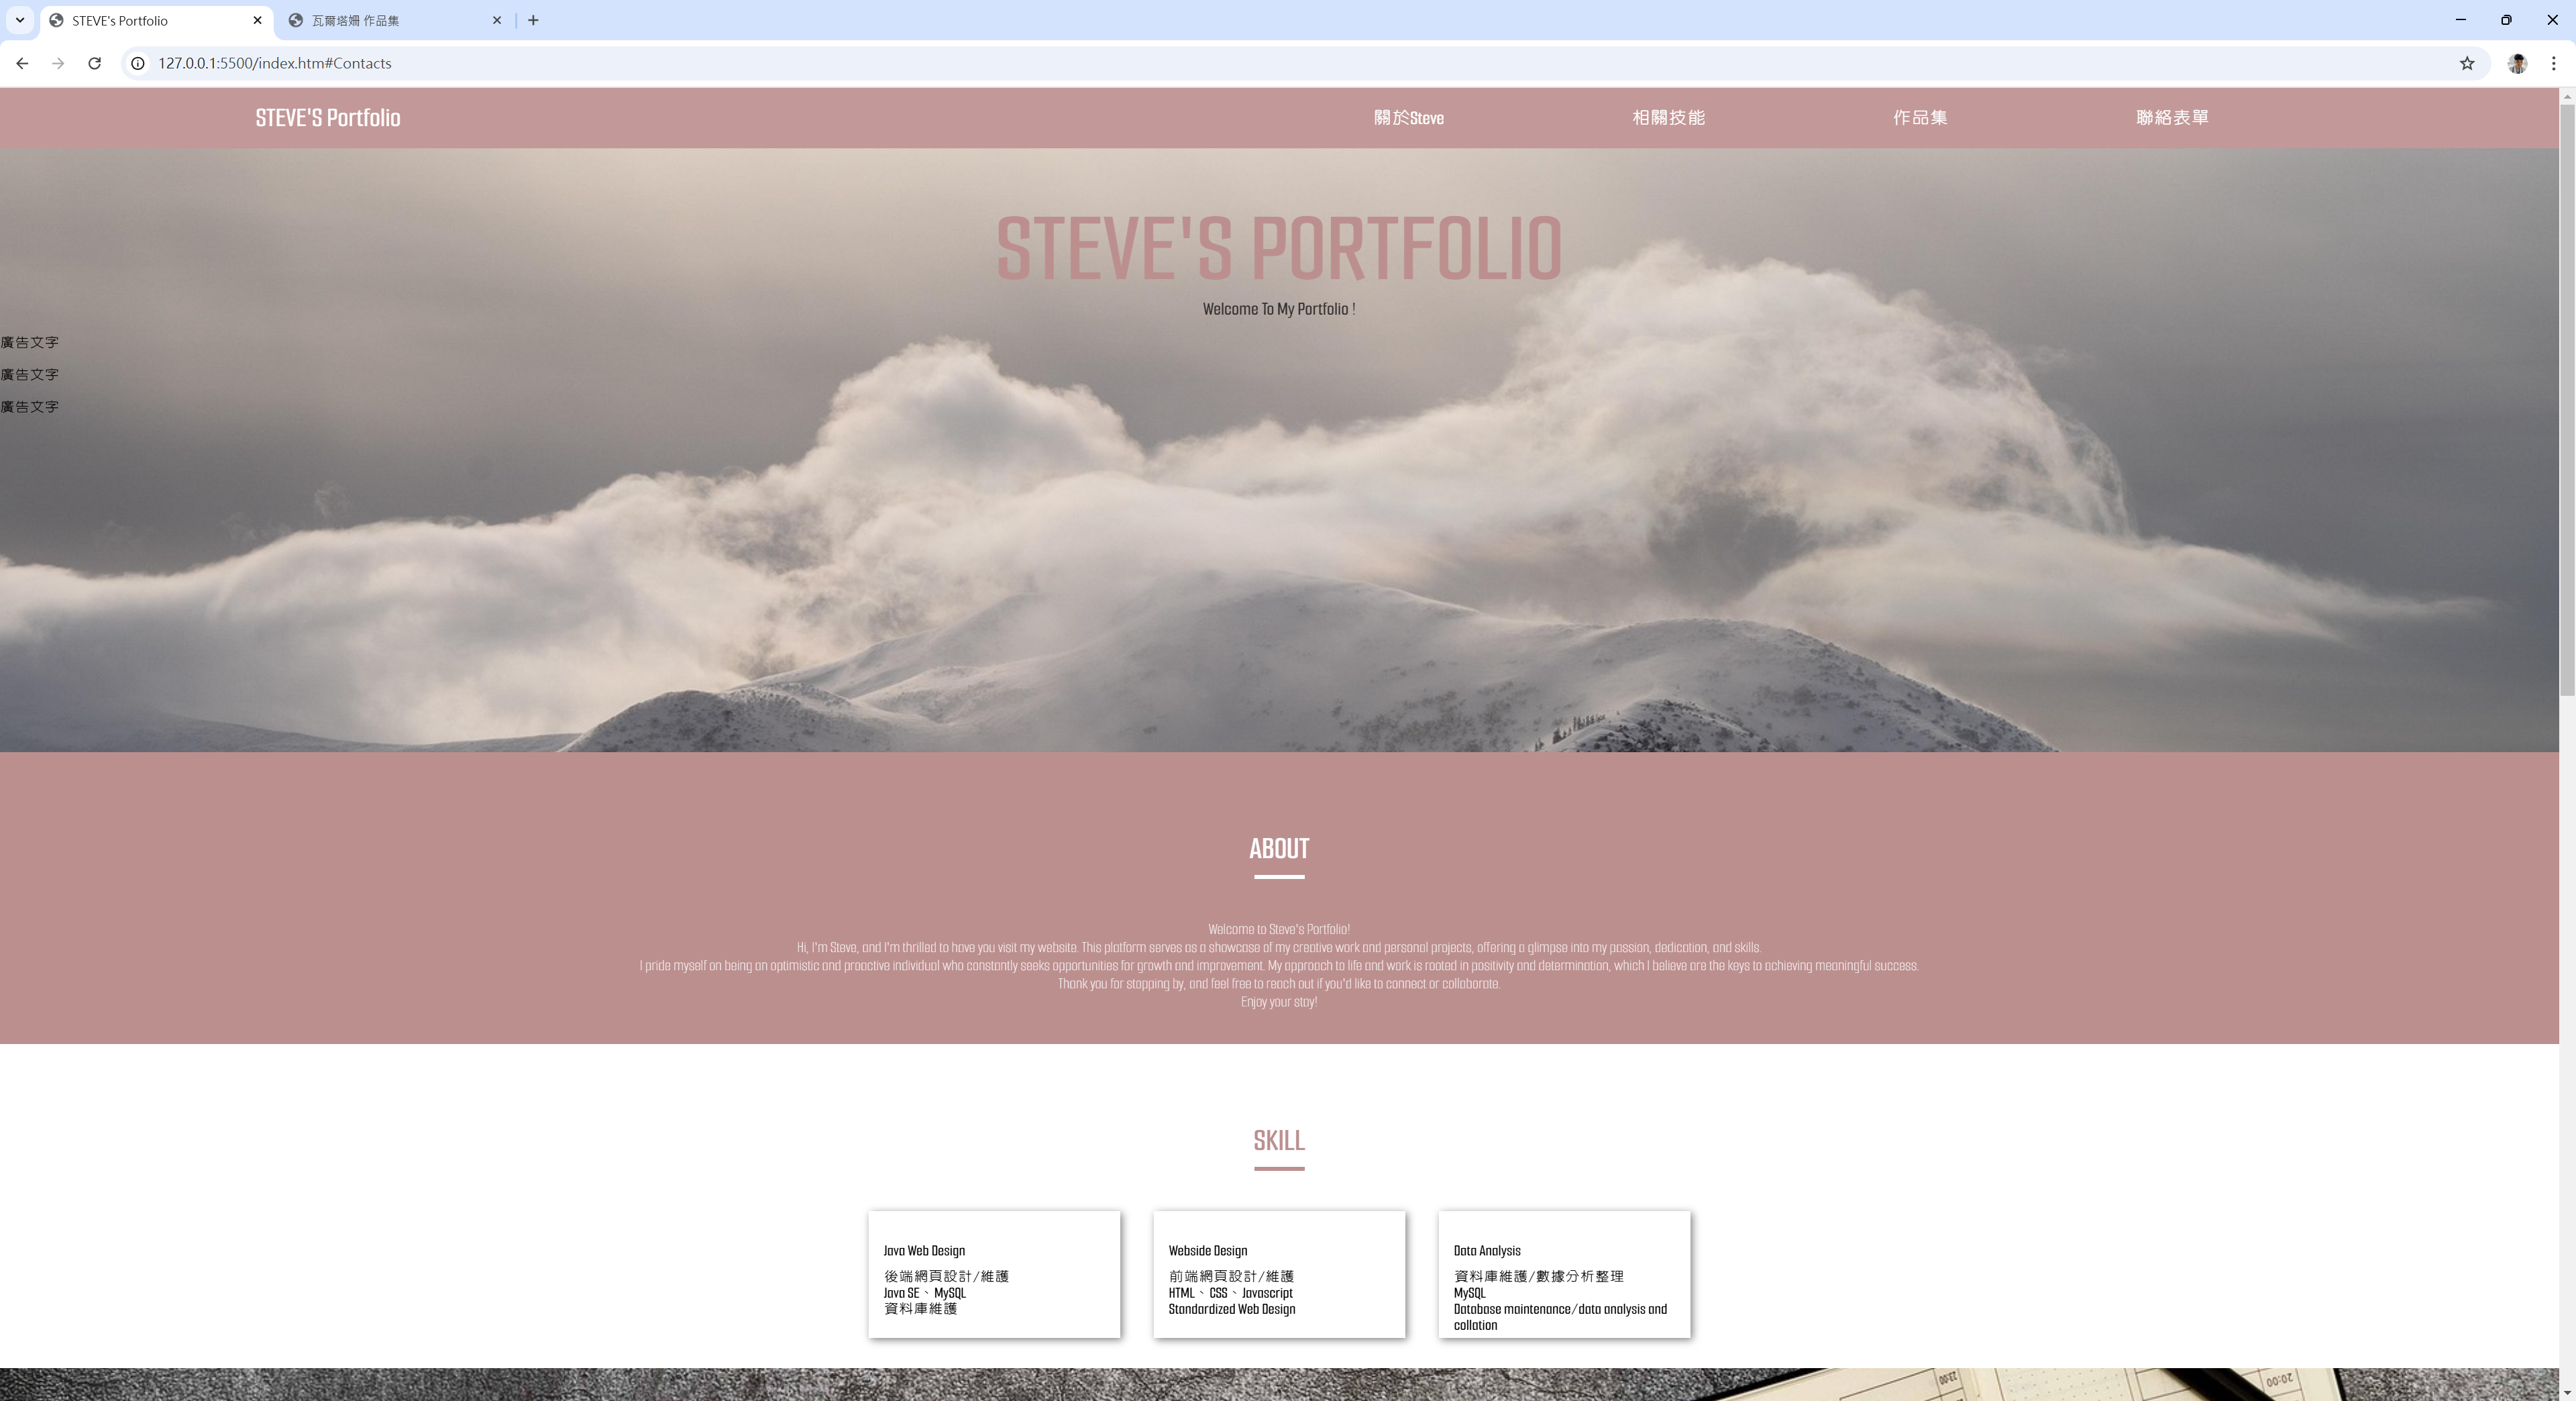 STEVE's Portfolio
瓦爾塔姆 作品集
127.0.0.1:5500/index.htm#Contacts
STEVE'S Portfolio
關於Steve
相關技能
作品集
聯絡表單
STEVE'S PORTFOLIO
Welcome To My Portfolio !
廣告文字
廣告文字
廣告文字
ABOUT
Welcome to Steve's Portfolio!
Hi, I'm Steve, and I'm thrilled to have you visit my website. This platform serves as a showcase of my creative work and personal projects, offering a glimpse into my passion, dedication, and skills.
I pride myself on being an optimistic and proactive individual who constantly seeks opportunities for growth and improvement. My approach to life and work is rooted in positivity and determination, which I believe are the keys to achieving meaningful success.
Thank you for stopping by, and feel free to reach out if you'd like to connect or collaborate.
Enjoy your stay!
SKILL
Java Web Design
後端網頁設計/維護
Java SE、MySQL
資料庫維護
Webside Design
前端網頁設計/維護
HTML、CSS、Javascript
Standardized Web Design
Data Analysis
資料庫維護/數據分析整理
MySQL
Database maintenance/data analysis and
collation
23:00
20:00